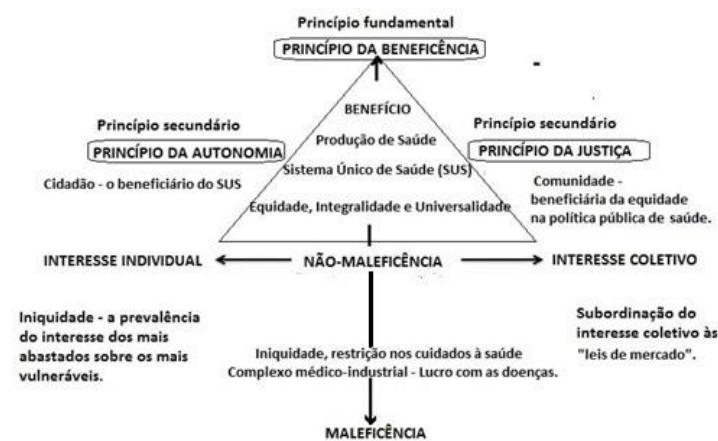 Princípio fundamental
PRINCÍPIO DA BENEFICÊNCIA
-
BENEFÍCIO
Princípio secundário
PRINCÍPIO DA AUTONOMIA
Cidadão - o beneficiário do SUS
Produção de Saúde
Sistema Único de Saúde (SUS)
Equidade, Integralidade e Universalidade
Princípio secundário
PRINCÍPIO DA JUSTIÇA
Comunidade -
beneficiária da equidade
na política pública de saúde.
INTERESSE INDIVIDUAL
NÃO-MALEFICÊNCIA
INTERESSE COLETIVO
Iniquidade - a prevalência
do interesse dos mais
abastados sobre os mais
vulneráveis.
Subordinação do
interesse coletivo às
"leis de mercado".
Iniquidade, restrição nos cuidados à saúde
Complexo médico-industrial - Lucro com as doenças.
MALEFICÊNCIA